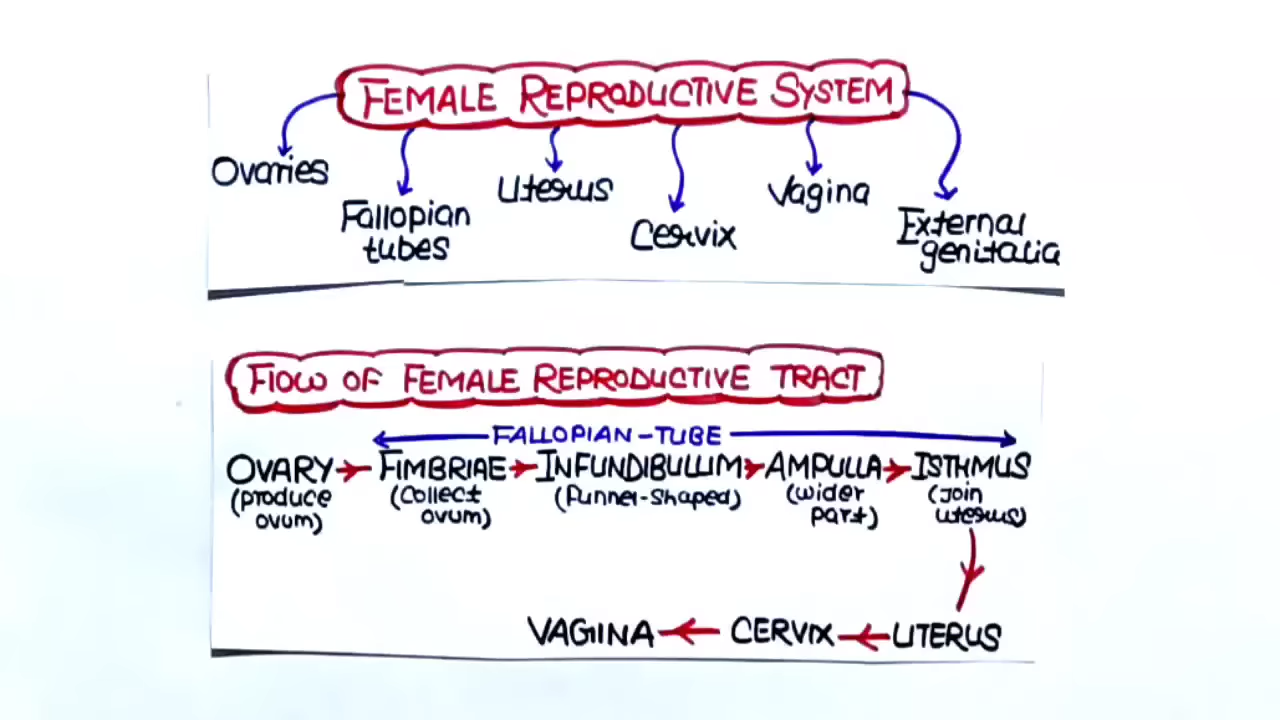 FEMALE REPRODUCTIVE SYSTEM
Ovaries
Fallopian
tubes
Uterus
Cervix
Vagina
External
genitalia
FLOW OF FEMALE REPRODUCTIVE TRACT
FALLOPIAN-TUBE
OVARY FIMBRIAE INFUNDIBULUM AMPULLA ISTHMUS
(produce (collect (funnel-shaped) (wider (Join
ovum) ovum) part) uterus)
VAGINA CERVIX UTERUS